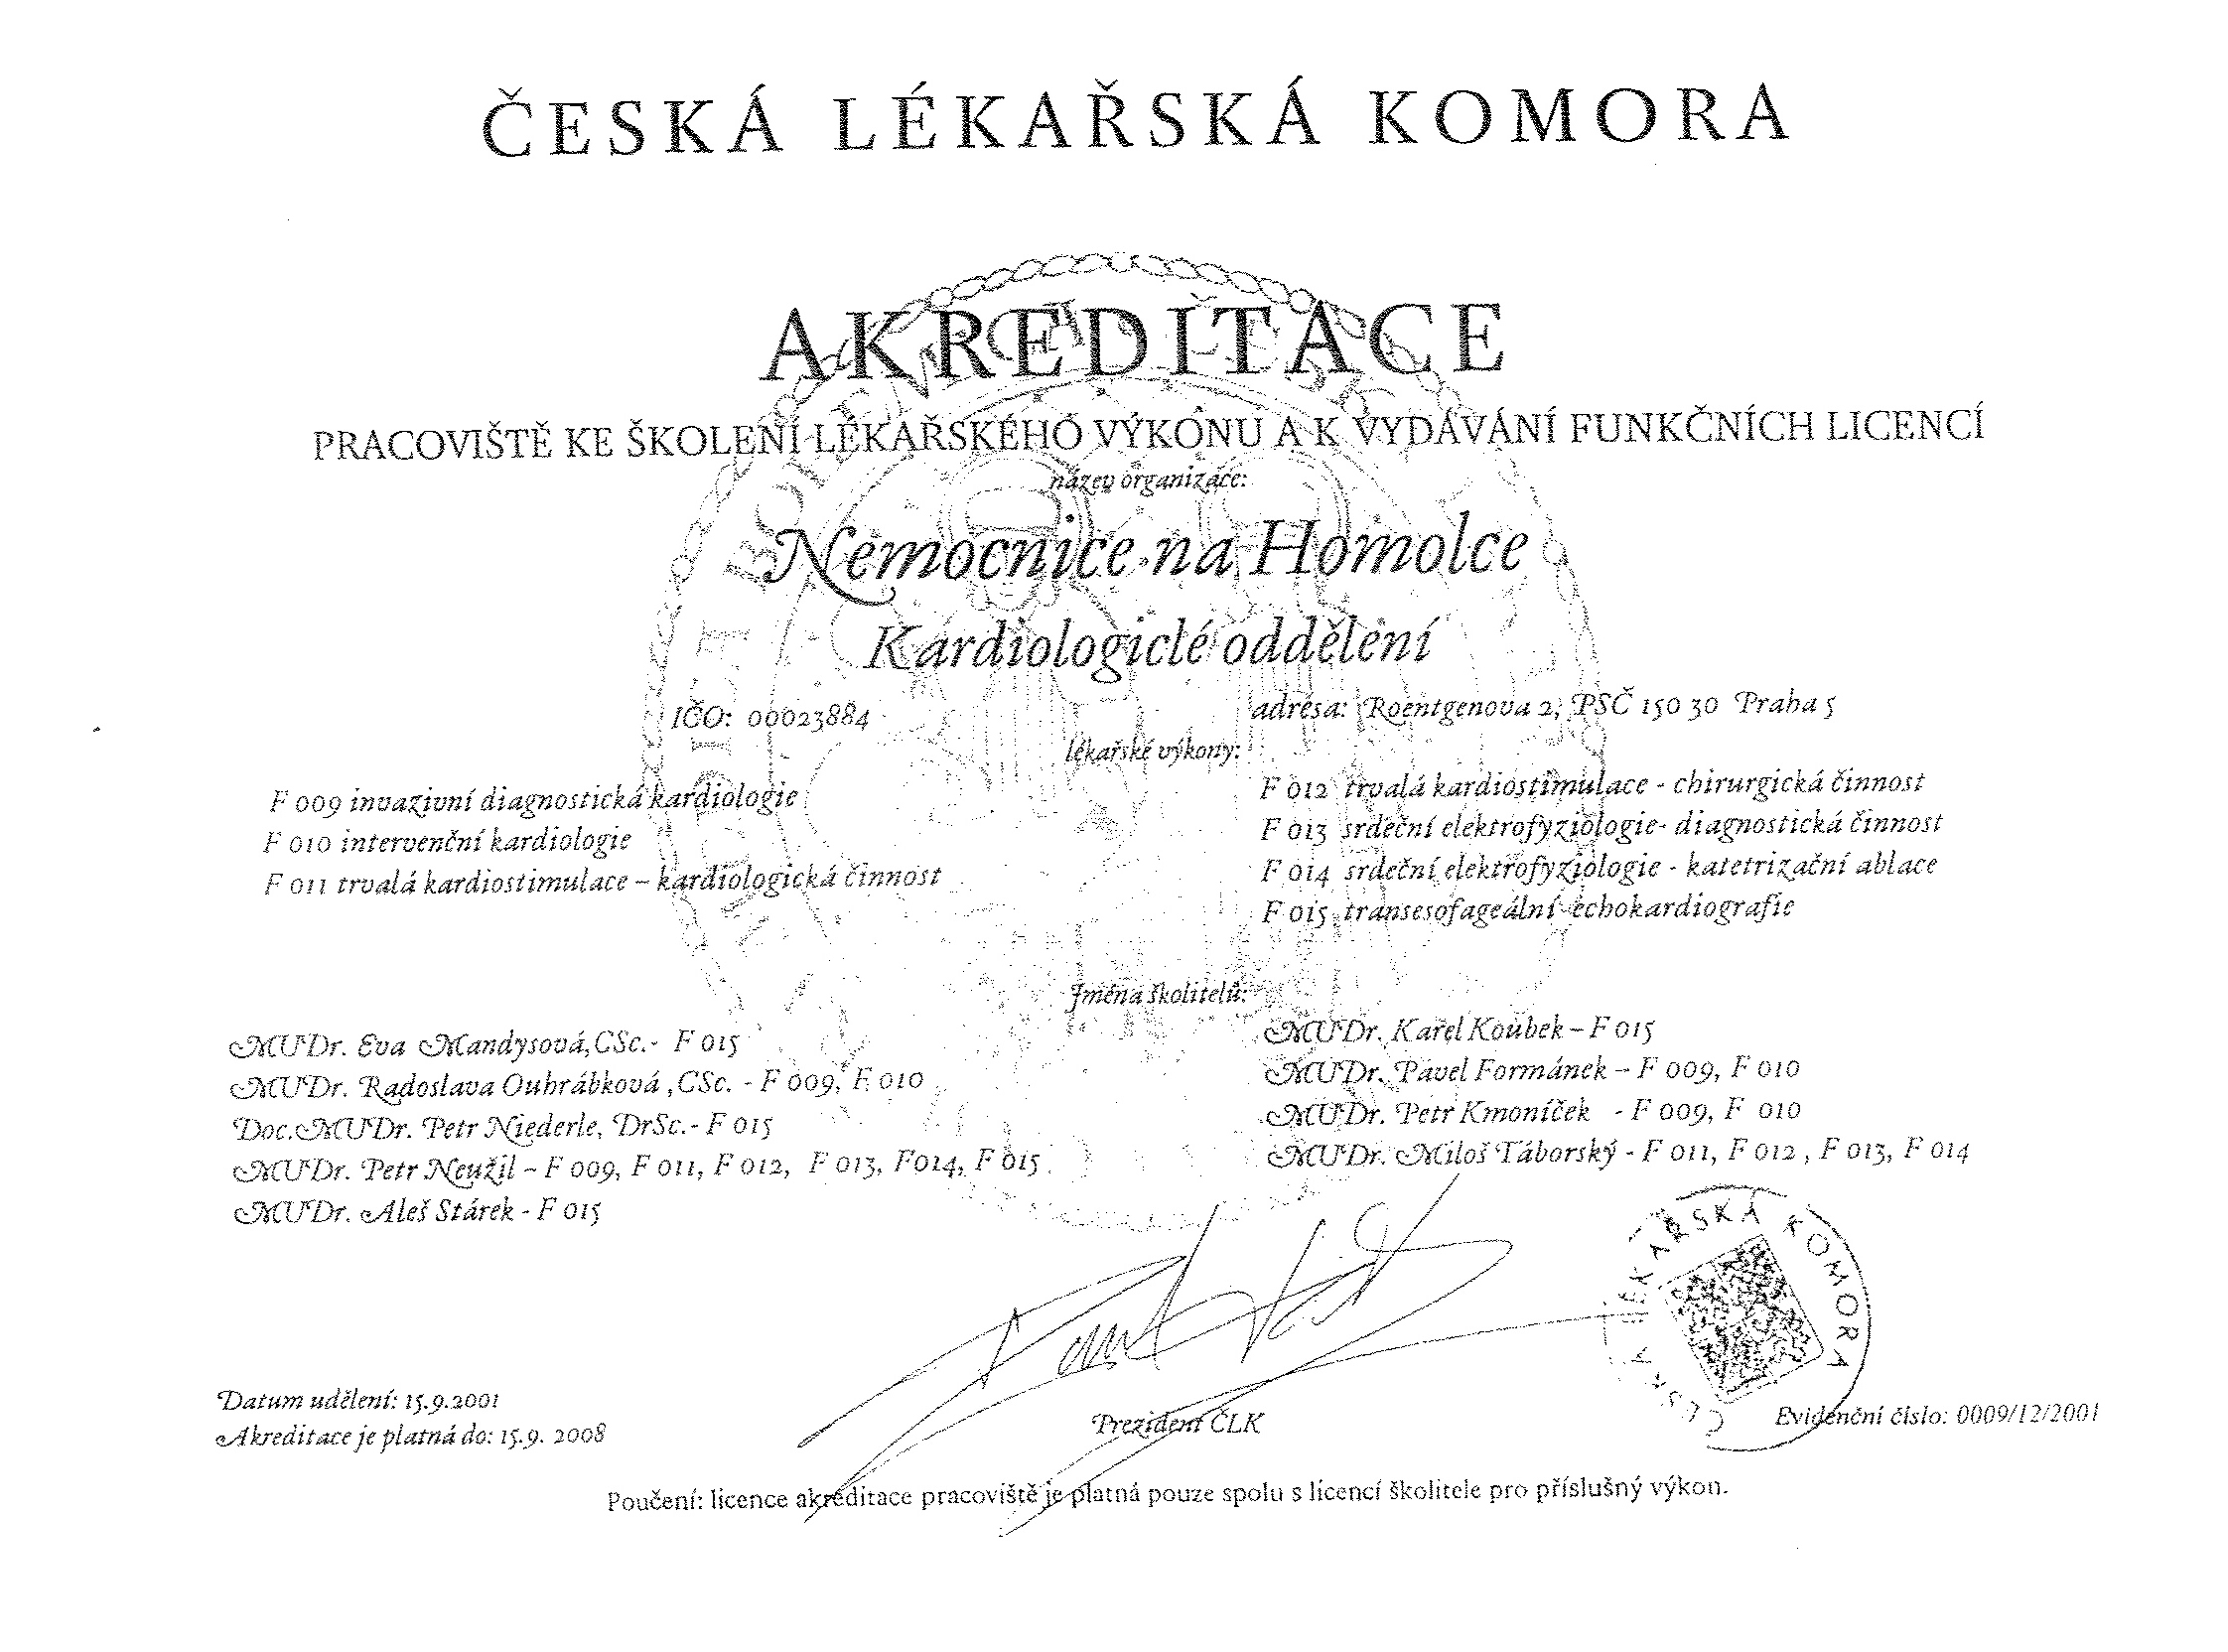 ČESKÁ LÉKAŘSKÁ KOMORA
AKREDITACE
PRACOVIŠTĚ KE ŠKOLENÍ LÉKAŘSKÉHO VÝKONU A K VYDÁVÁNÍ FUNKČNÍCH LICENCÍ
název organizace:
Nemocnice na Homolce
Kardiologiclé oddělení
IČO: 00023884
adresa: Roentgenova 2, PSČ 150 30 Praha 5
lékařské výkony:
F 009 invazivní diagnostická kardiologie
F 010 intervenční kardiologie
F 011 trvalá kardiostimulace – kardiologická činnost
F 012 trvalá kardiostimulace - chirurgická činnost
F 013 srdeční elektrofyziologie- diagnostická činnost
F 014 srdeční elektrofyziologie - katetrizační ablace
F 015 transesofageální echokardiografie
Jména školitelů:
MUDr. Eva Mandysová,CSc.- F 015
MUDr. Radoslava Ouhrábková ,CSc. - F 009, F 010
Doc.MUDr. Petr Niederle, DrSc.- F 015
MUDr. Petr Neužil – F 009, F 011, F 012, F 013, F014, F 015
MUDr. Aleš Stárek - F 015
MUDr. Karel Koubek – F 015
MUDr. Pavel Formánek – F 009, F 010
MUDr. Petr Kmoníček - F 009, F 010
MUDr. Miloš Táborský - F 011, F 012 , F 013, F 014
ČESKÁ LÉKAŘSKÁ KOMORA
Datum udělení: 15.9.2001
Akreditace je platná do: 15.9. 2008
Prezident ČLK
Evidenční číslo: 0009/12/2001
Poučení: licence akreditace pracoviště je platná pouze spolu s licencí školitele pro příslušný výkon.